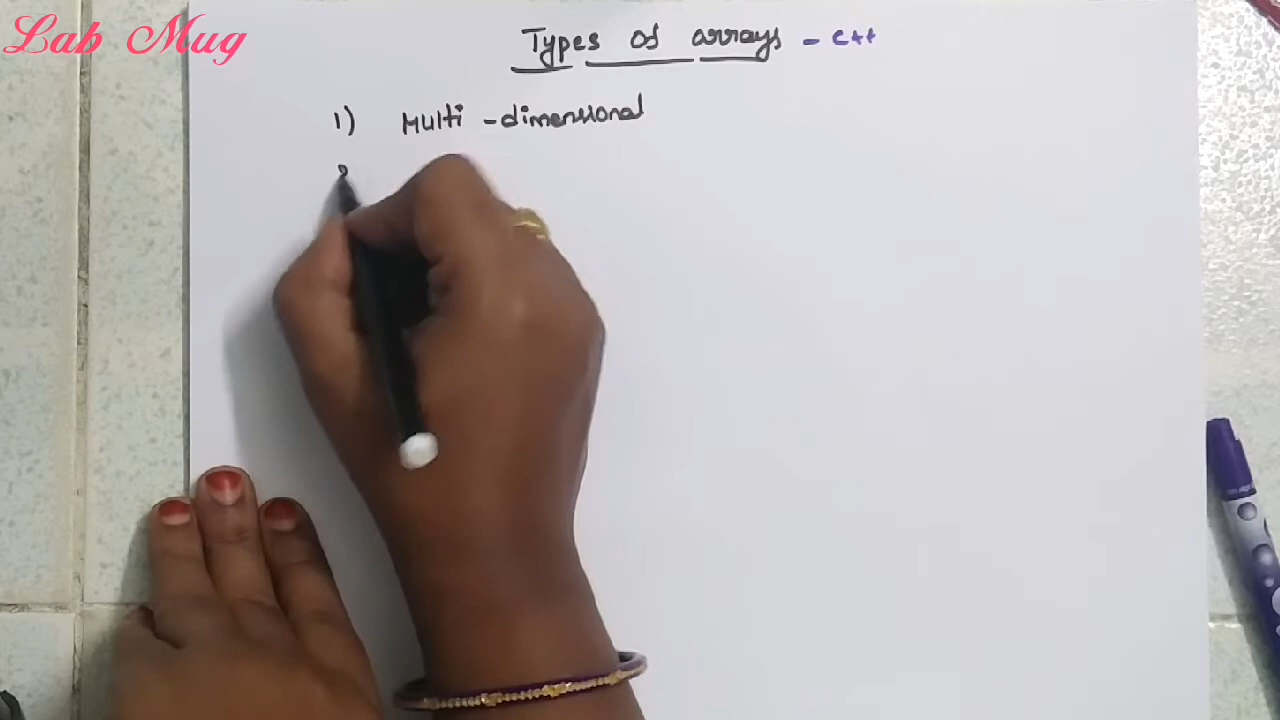 Lab Mug
Types of arrays - C++
1) Multi-dimensional